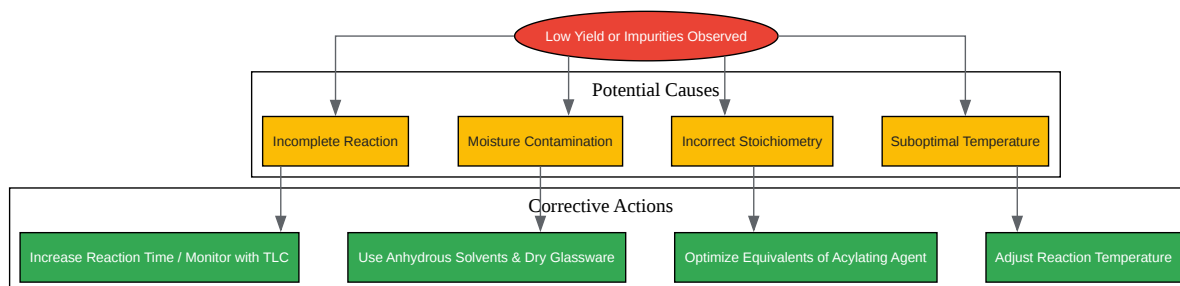 Low Yield or Impurities Observed
Potential Causes
Incomplete Reaction
Moisture Contamination
Incorrect Stoichiometry
Suboptimal Temperature
Corrective Actions
Increase Reaction Time / Monitor with TLC
Use Anhydrous Solvents & Dry Glassware
Optimize Equivalents of Acylating Agent
Adjust Reaction Temperature